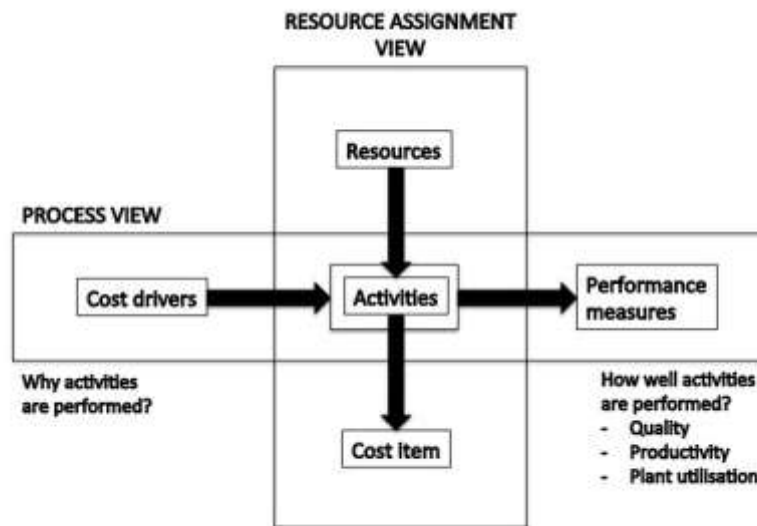 RESOURCE ASSIGNMENT
VIEW
Resources
PROCESS VIEW
Cost drivers
Activities
Performance
measures
Why activities
are performed?
How well activities
are performed?
- Quality
- Productivity
- Plant utilisation
Cost item